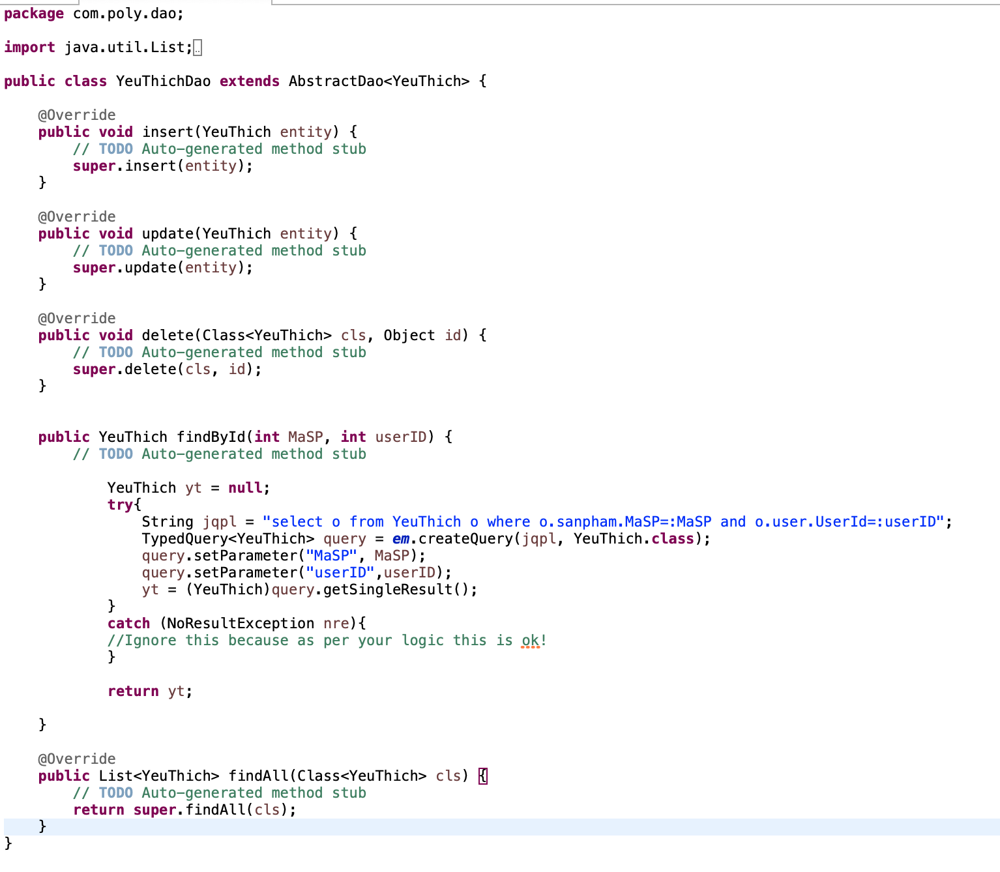 package com.poly.dao;
import java.util.List;
public class YeuThichDao extends AbstractDao<YeuThich> {
@Override
public void insert(YeuThich entity) {
// TODO Auto-generated method stub
super.insert(entity);
}
@Override
public void update(YeuThich entity) {
// TODO Auto-generated method stub
super.update(entity);
}
@Override
public void delete(Class<YeuThich> cls, Object id) {
// TODO Auto-generated method stub
super.delete(cls, id);
}
public YeuThich findById(int MaSP, int userID) {
// TODO Auto-generated method stub
YeuThich yt = null;
try{
String jqpl = "select o from YeuThich o where o.sanpham.MaSP=:MaSP and o.user.UserId=:userID";
TypedQuery<YeuThich> query = em.createQuery(jqpl, YeuThich.class);
query.setParameter("MaSP", MaSP);
query.setParameter("userID",userID);
yt = (YeuThich)query.getSingleResult();
}
catch (NoResultException nre){
//Ignore this because as per your logic this is ok!
}
return yt;
}
@Override
public List<YeuThich> findAll(Class<YeuThich> cls) {
// TODO Auto-generated method stub
return super.findAll(cls);
}
}